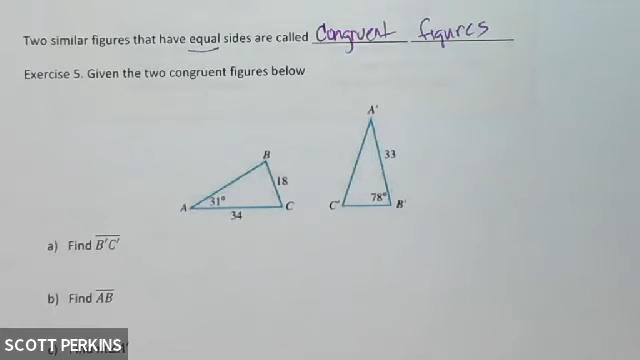 Two similar figures that have equal sides are called Congruent figures
Exercise 5. Given the two congruent figures below
A'
B
33
18
31°
78°
A
C
C'
B'
34
a) Find B'C'
b) Find AB
SCOTT PERKINS